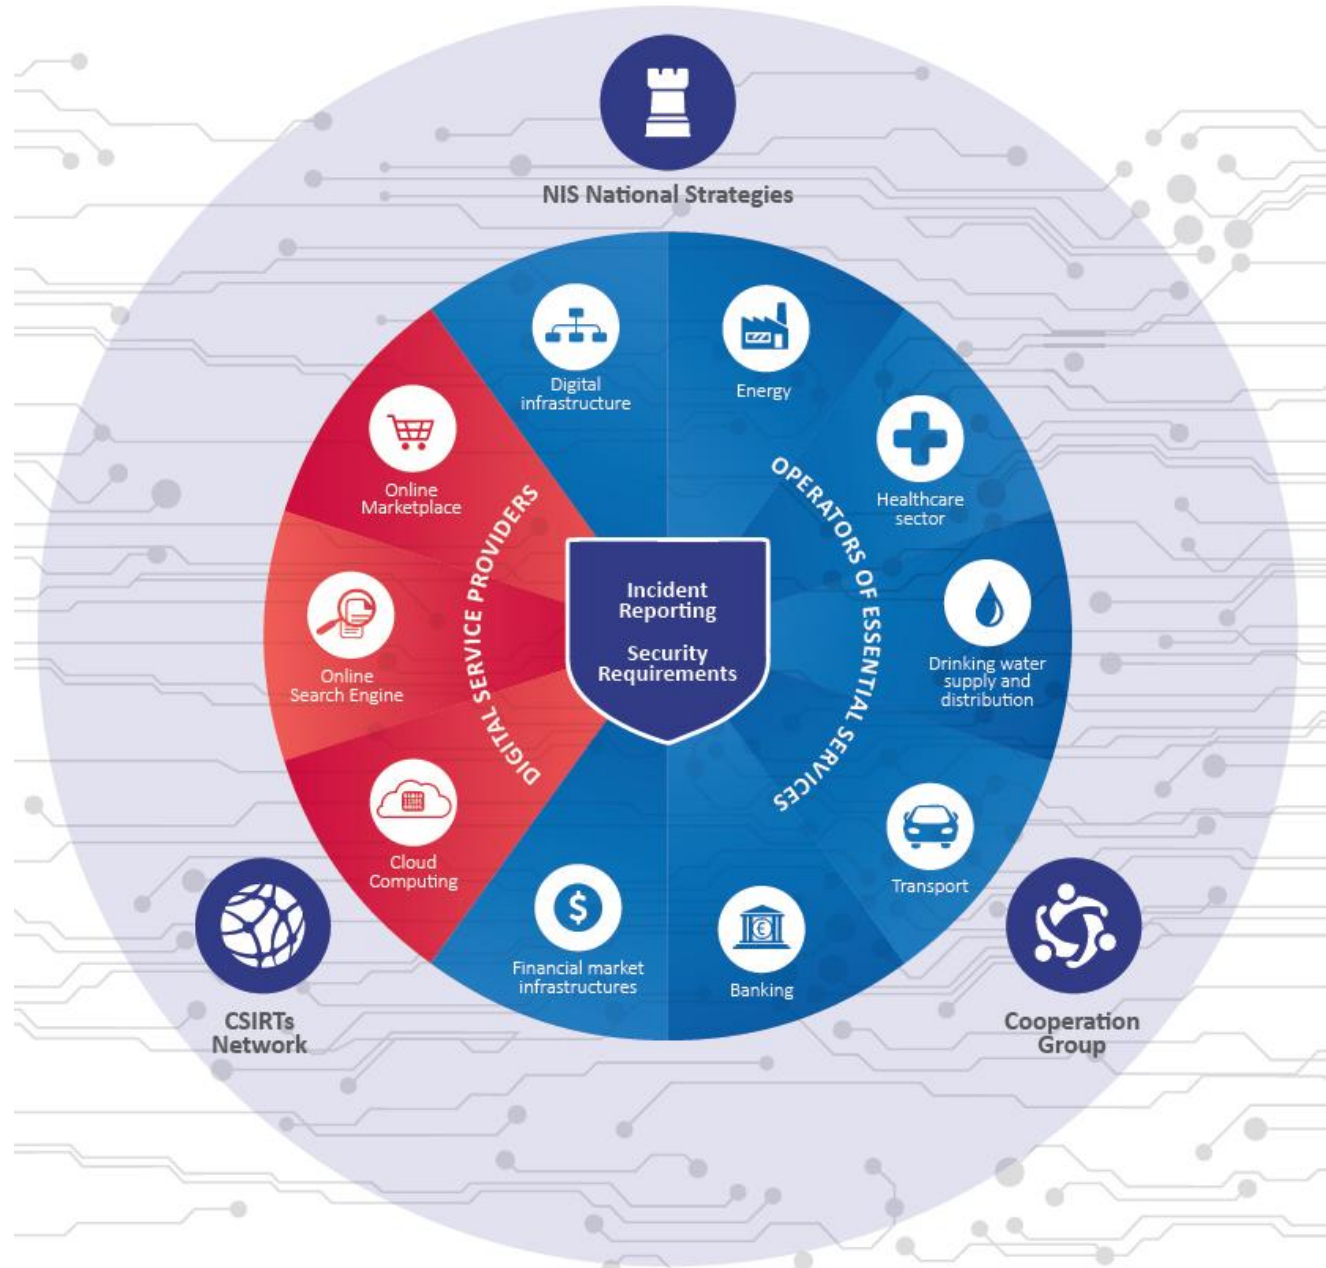 NIS National Strategies
Digital
infrastructure
Energy
Online
Marketplace
Healthcare
sector
DIGITAL SERVICE PROVIDERS
OPERATORS OF ESSENTIAL SERVICES
Incident
Reporting
Security
Requirements
Online
Search Engine
Drinking water
supply and
distribution
Cloud
Computing
Transport
$
Financial market
infrastructures
€
Banking
CSIRTs
Network
Cooperation
Group